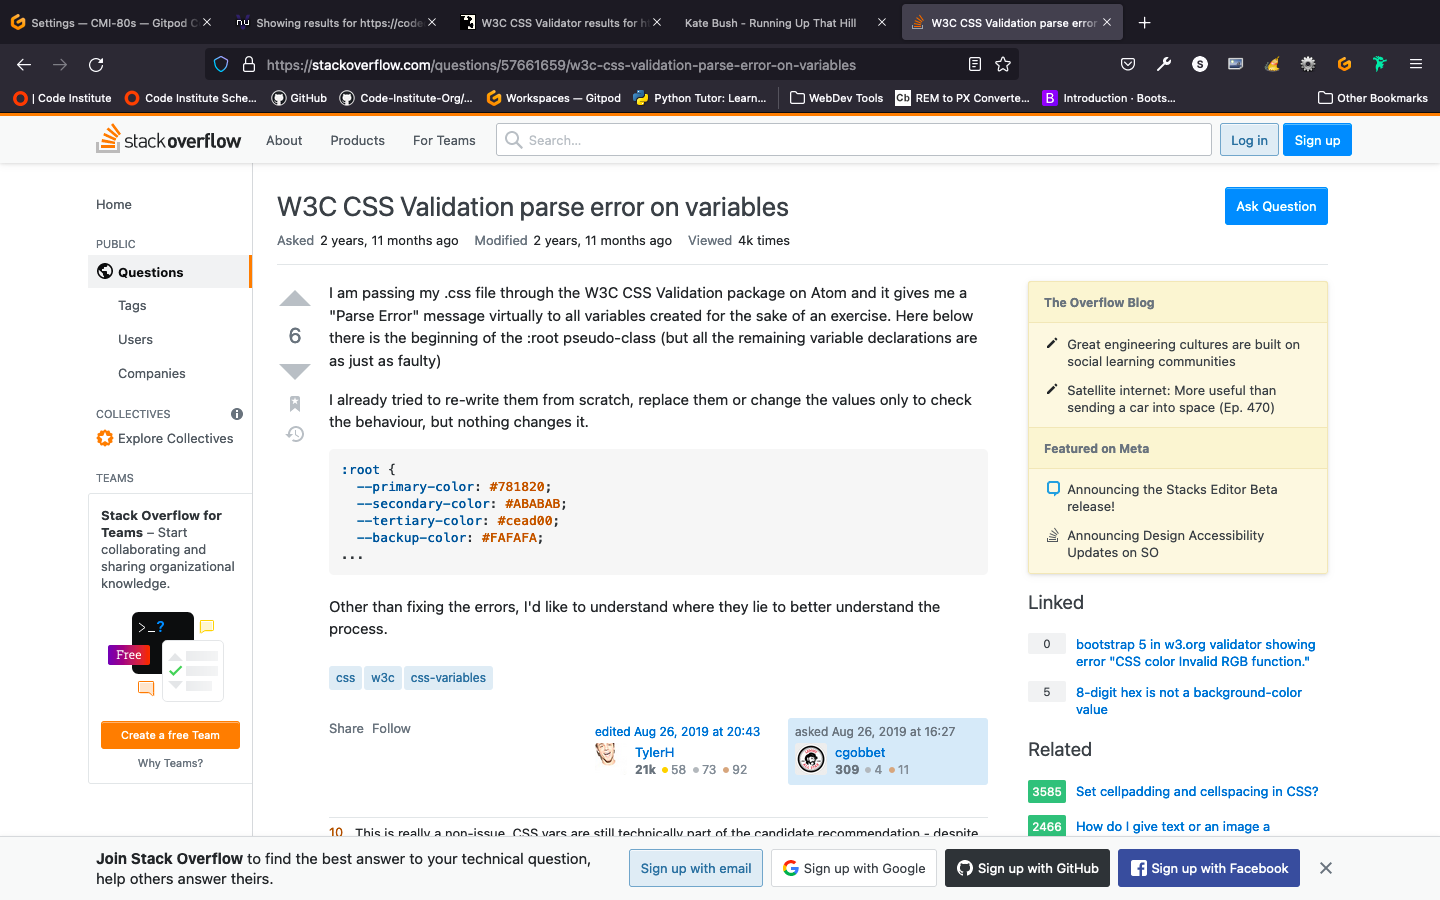 Settings — CMI-80s — Gitpod C
Showing results for https://code
W3C CSS Validator results for h
Kate Bush - Running Up That Hill
W3C CSS Validation parse error
https://stackoverflow.com/questions/57661659/w3c-css-validation-parse-error-on-variables
| Code Institute
Code Institute Sche...
GitHub
Code-Institute-Org/...
Workspaces — Gitpod
Python Tutor: Learn...
WebDev Tools
Cb REM to PX Converte...
B Introduction · Boots...
Other Bookmarks
stackoverflow
About
Products
For Teams
Search...
Log in
Sign up
Home
PUBLIC
Questions
Tags
Users
Companies
COLLECTIVES
Explore Collectives
TEAMS
Stack Overflow for
Teams – Start
collaborating and
sharing organizational
knowledge.
>_?
Free
Create a free Team
Why Teams?
W3C CSS Validation parse error on variables
Ask Question
Asked 2 years, 11 months ago Modified 2 years, 11 months ago Viewed 4k times
6
I am passing my .css file through the W3C CSS Validation package on Atom and it gives me a
"Parse Error" message virtually to all variables created for the sake of an exercise. Here below
there is the beginning of the :root pseudo-class (but all the remaining variable declarations are
as just as faulty)
I already tried to re-write them from scratch, replace them or change the values only to check
the behaviour, but nothing changes it.
:root {
--primary-color: #781820;
--secondary-color: #ABABAB;
--tertiary-color: #cead00;
--backup-color: #FAFAFA;
...
Other than fixing the errors, I'd like to understand where they lie to better understand the
process.
css w3c css-variables
Share Follow
edited Aug 26, 2019 at 20:43
TylerH
21k 58 73 92
asked Aug 26, 2019 at 16:27
cgobbet
309 4 11
10 This is really a non-issue. CSS vars are still technically part of the candidate recommendation - despite
The Overflow Blog
Great engineering cultures are built on
social learning communities
Satellite internet: More useful than
sending a car into space (Ep. 470)
Featured on Meta
Announcing the Stacks Editor Beta
release!
Announcing Design Accessibility
Updates on SO
Linked
0 bootstrap 5 in w3.org validator showing
error "CSS color Invalid RGB function."
5 8-digit hex is not a background-color
value
Related
3585 Set cellpadding and cellspacing in CSS?
2466 How do I give text or an image a
Join Stack Overflow to find the best answer to your technical question,
help others answer theirs.
Sign up with email
Sign up with Google
Sign up with GitHub
Sign up with Facebook